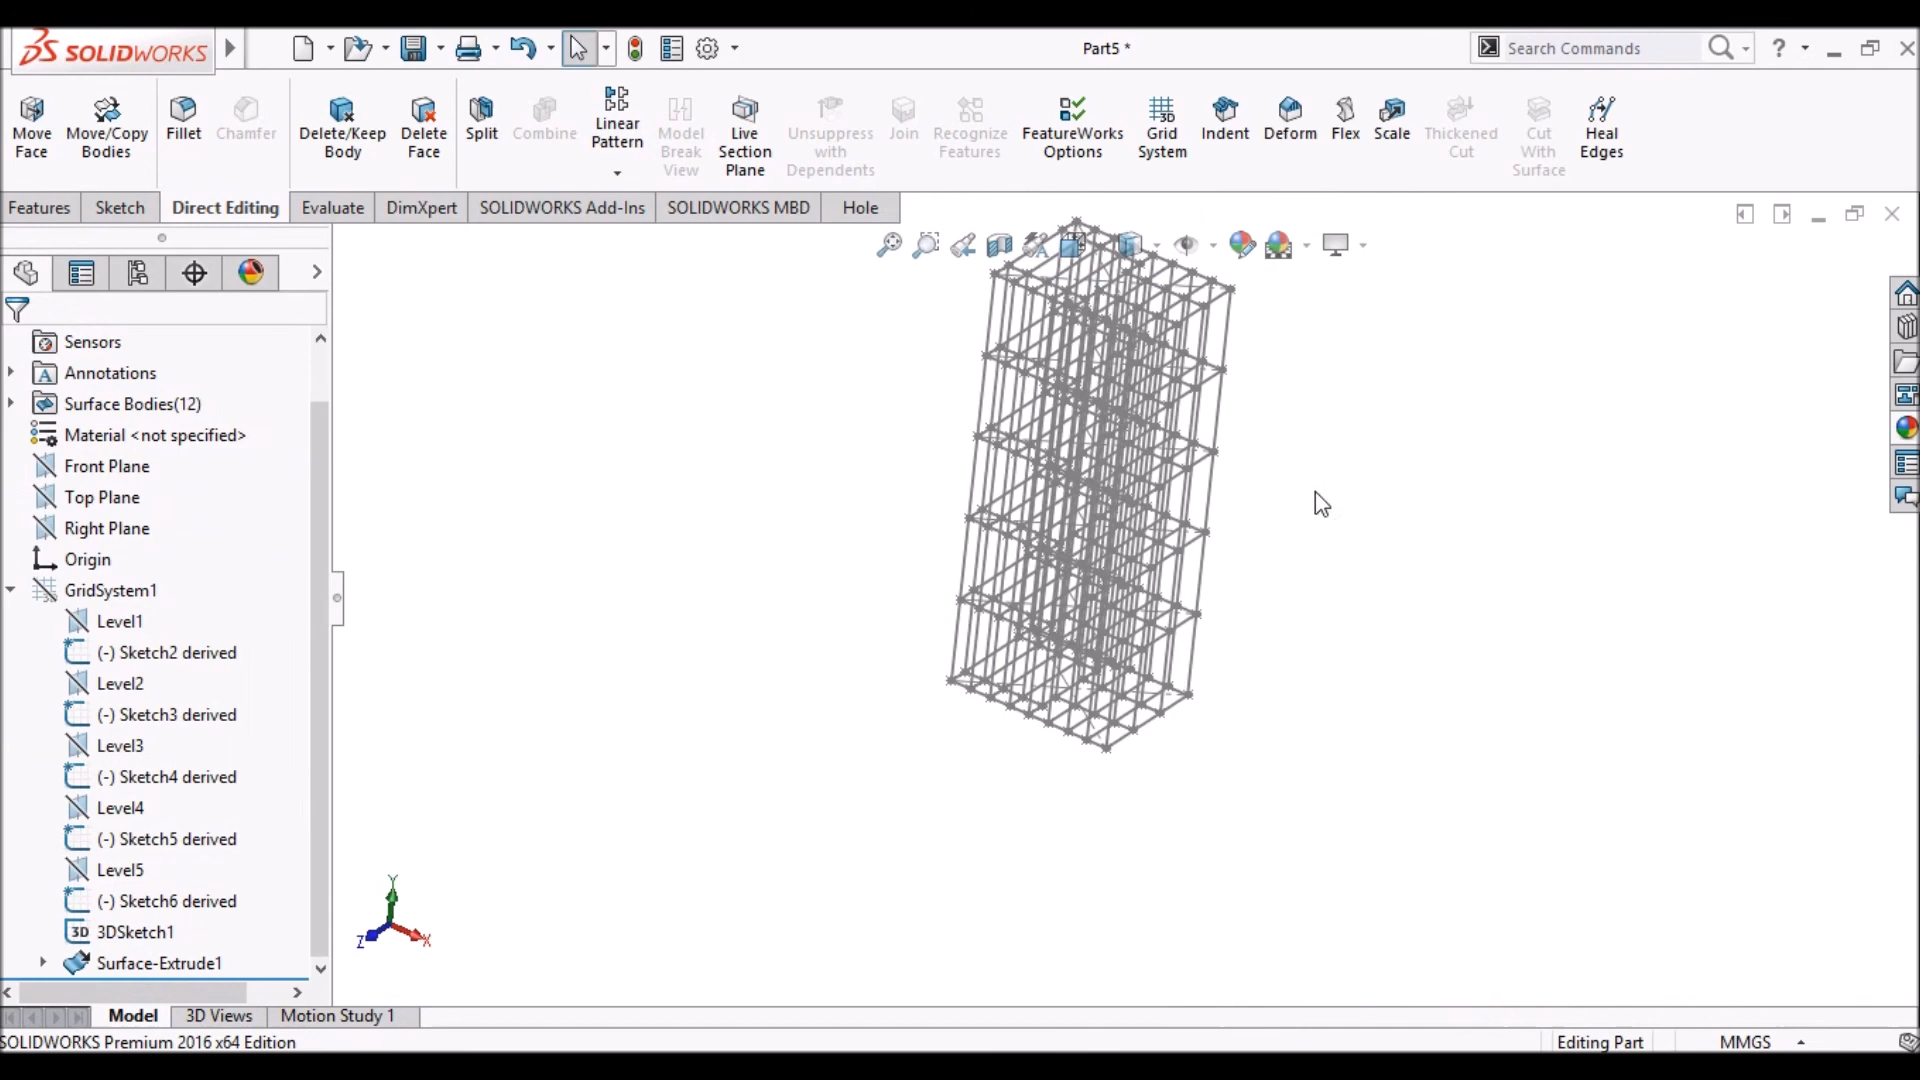 SOLIDWORKS
Part5 *
Search Commands
?
Move Face
Move/Copy Bodies
Fillet
Chamfer
Delete/Keep Body
Delete Face
Split
Combine
Linear Pattern
Model Break View
Live Section Plane
Unsuppress with Dependents
Join
Recognize Features
FeatureWorks Options
Grid System
Indent
Deform
Flex
Scale
Thickened Cut
Cut With Surface
Heal Edges
Features
Sketch
Direct Editing
Evaluate
DimXpert
SOLIDWORKS Add-Ins
SOLIDWORKS MBD
Hole
Sensors
Annotations
Surface Bodies(12)
Material <not specified>
Front Plane
Top Plane
Right Plane
Origin
GridSystem1
Level1
(-) Sketch2 derived
Level2
(-) Sketch3 derived
Level3
(-) Sketch4 derived
Level4
(-) Sketch5 derived
Level5
(-) Sketch6 derived
3D 3DSketch1
Surface-Extrude1
Y
Z
X
Model
3D Views
Motion Study 1
SOLIDWORKS Premium 2016 x64 Edition
Editing Part
MMGS